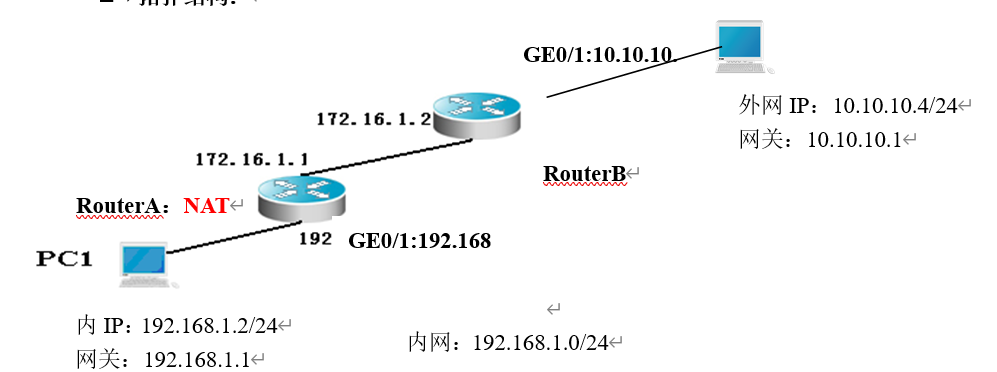 GE0/1:10.10.10.
外网 IP：10.10.10.4/24
网关：10.10.10.1
172.16.1.2
172.16.1.1
RouterB
RouterA：NAT
192
GE0/1:192.168
PC1
内 IP：192.168.1.2/24
网关：192.168.1.1
内网：192.168.1.0/24